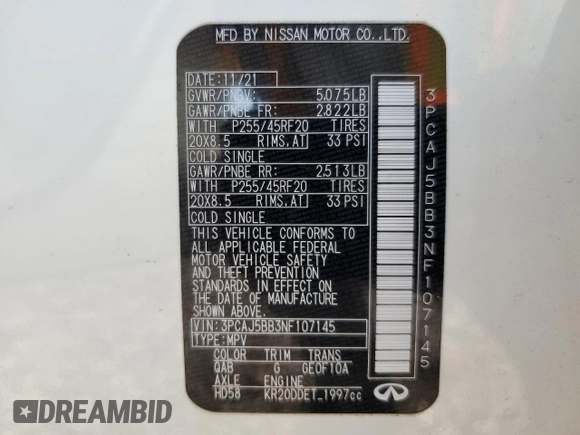 MFD BY NISSAN MOTOR CO.,LTD.
DATE:11/21
GVWR/PNBV: 5,075LB
GAWR/PNBE FR: 2,822LB
WITH P255/45RF20 TIRES
20X8.5 RIMS,AT 33 PSI
COLD SINGLE
GAWR/PNBE RR: 2,513LB
WITH P255/45RF20 TIRES
20X8.5 RIMS,AT 33 PSI
COLD SINGLE
THIS VEHICLE CONFORMS TO
ALL APPLICABLE FEDERAL
MOTOR VEHICLE SAFETY
AND THEFT PREVENTION
STANDARDS IN EFFECT ON
THE DATE OF MANUFACTURE
SHOWN ABOVE.
VIN: 3PCAJ5BB3NF107145
TYPE:MPV
COLOR TRIM TRANS
QAB G GE0F10A
AXLE ENGINE
HD58 KR20DDET 1997cc
3PCAJ5BB3NF107145
DREAMBID